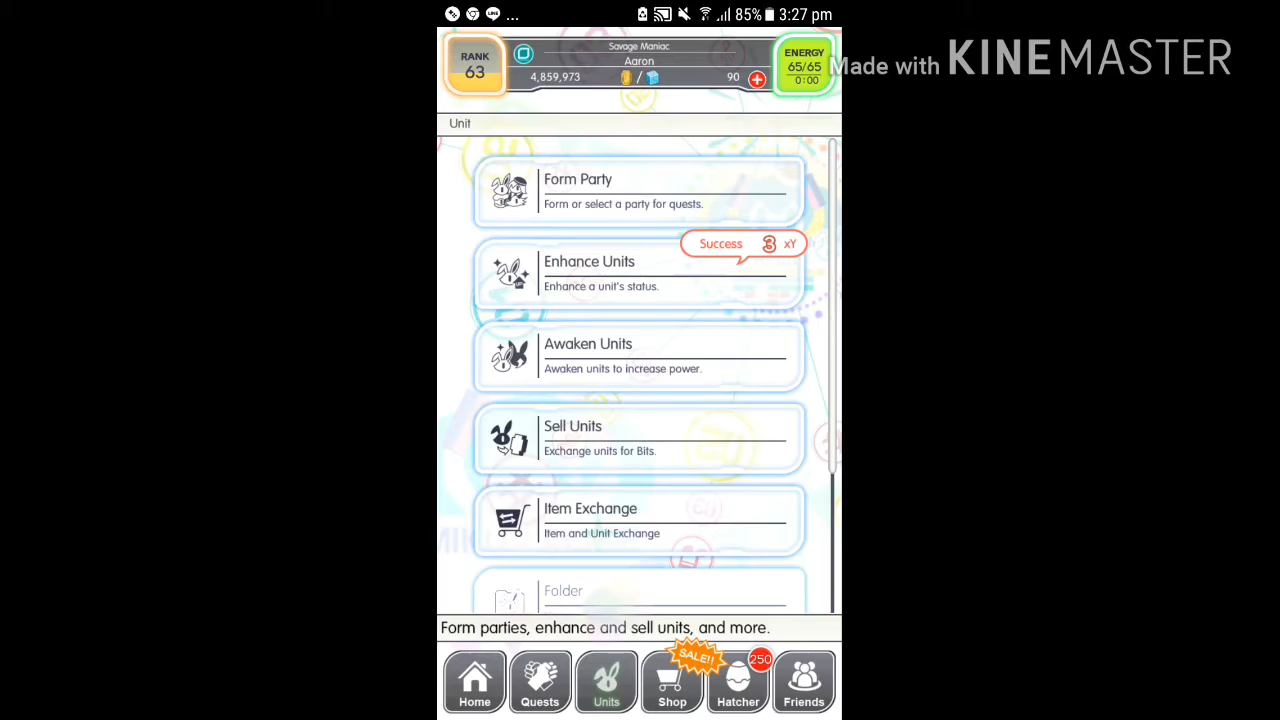 ... 85% 3:27 pm
Made with KINEMASTER
RANK
63
Savage Maniac
Aaron
4,859,973 / 90
ENERGY
65/65
0:00
Unit
Form Party
Form or select a party for quests.
Success 3 xY
Enhance Units
Enhance a unit's status.
Awaken Units
Awaken units to increase power.
Sell Units
Exchange units for Bits.
Item Exchange
Item and Unit Exchange
Folder
Form parties, enhance and sell units, and more.
SALE!!
250
Home Quests Units Shop Hatcher Friends